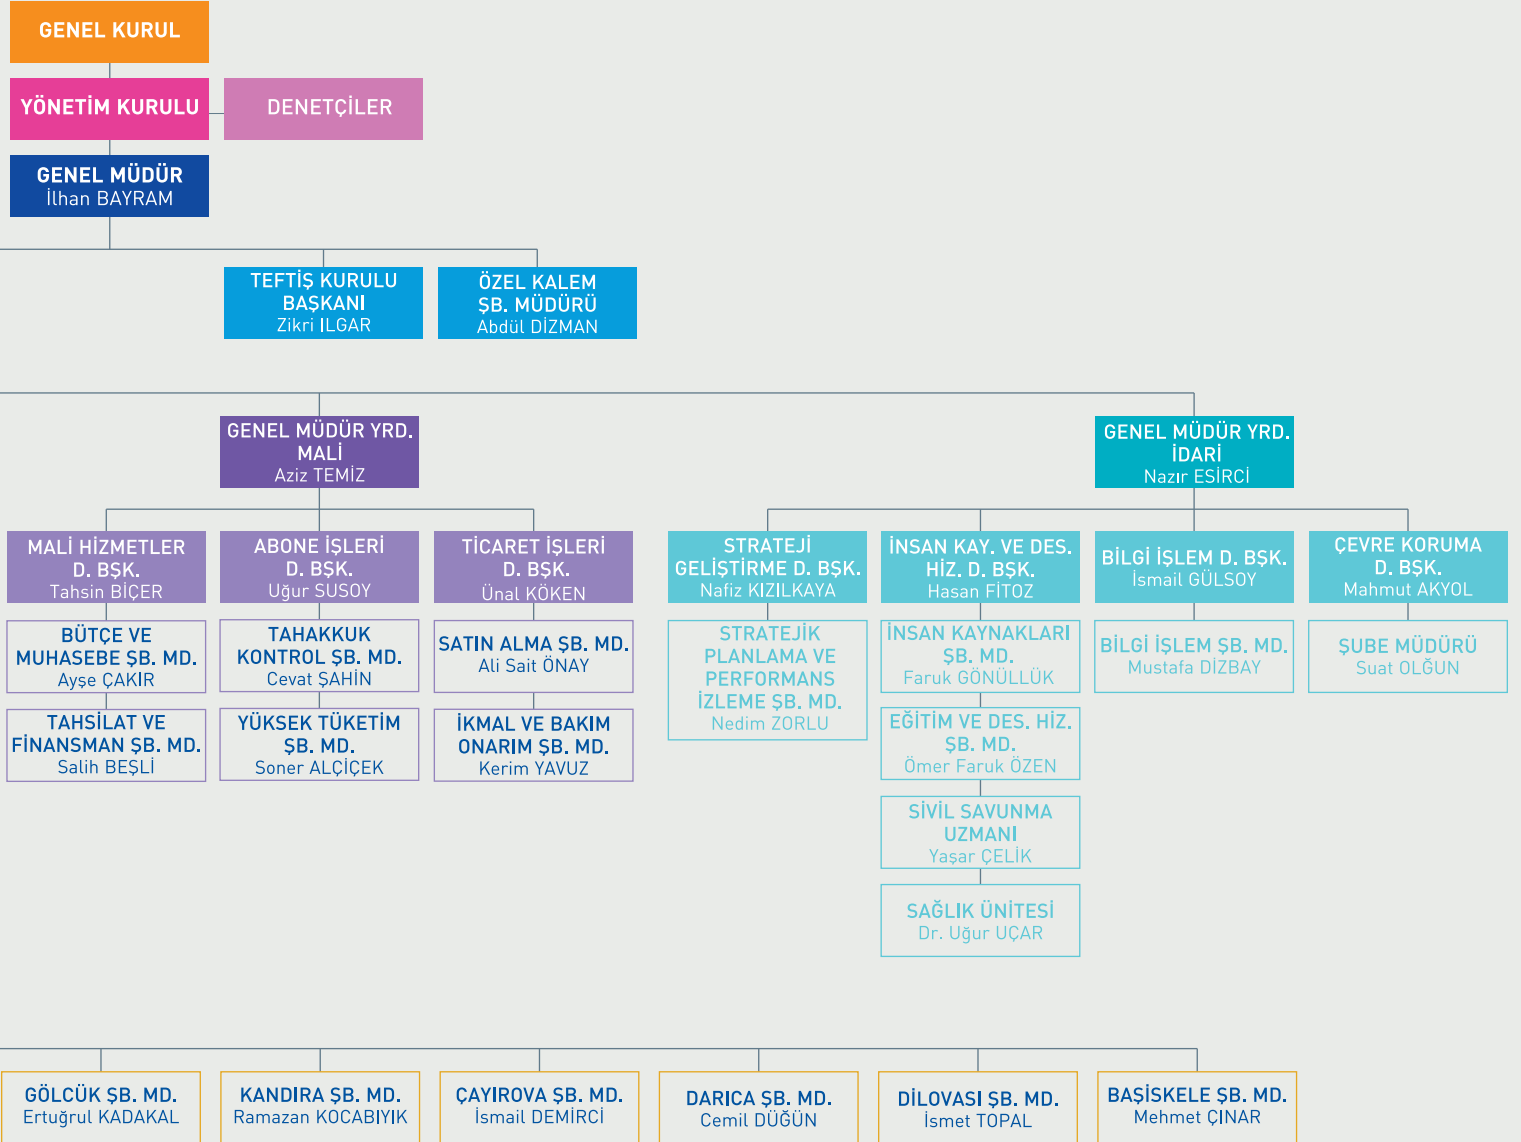 GENEL KURUL
YÖNETİM KURULU
DENETÇİLER
GENEL MÜDÜR
İlhan BAYRAM
TEFTİŞ KURULU
BAŞKANI
Zikri ILGAR
ÖZEL KALEM
ŞB. MÜDÜRÜ
Abdül DİZMAN
GENEL MÜDÜR YRD.
MALİ
Aziz TEMİZ
GENEL MÜDÜR YRD.
İDARİ
Nazır ESİRCİ
MALİ HİZMETLER
D. BŞK.
Tahsin BİÇER
ABONE İŞLERİ
D. BŞK.
Uğur SUSOY
TİCARET İŞLERİ
D. BŞK.
Ünal KÖKEN
STRATEJİ
GELİŞTİRME D. BŞK.
Nafiz KIZILKAYA
İNSAN KAY. VE DES.
HİZ. D. BŞK.
Hasan FİTOZ
BİLGİ İŞLEM D. BŞK.
İsmail GÜLSOY
ÇEVRE KORUMA
D. BŞK.
Mahmut AKYOL
BÜTÇE VE
MUHASEBE ŞB. MD.
Ayşe ÇAKIR
TAHAKKUK
KONTROL ŞB. MD.
Cevat ŞAHİN
SATIN ALMA ŞB. MD.
Ali Sait ÖNAY
STRATEJİK
PLANLAMA VE
PERFORMANS
İZLEME ŞB. MD.
Nedim ZORLU
İNSAN KAYNAKLARI
ŞB. MD.
Faruk GÖNÜLLÜK
BİLGİ İŞLEM ŞB. MD.
Mustafa DİZBAY
ŞUBE MÜDÜRÜ
Suat OLĞUN
TAHSİLAT VE
FİNANSMAN ŞB. MD.
Salih BEŞLİ
YÜKSEK TÜKETİM
ŞB. MD.
Soner ALÇİÇEK
İKMAL VE BAKIM
ONARIM ŞB. MD.
Kerim YAVUZ
EĞİTİM VE DES. HİZ.
ŞB. MD.
Ömer Faruk ÖZEN
SİVİL SAVUNMA
UZMANI
Yaşar ÇELİK
SAĞLIK ÜNİTESİ
Dr. Uğur UÇAR
GÖLCÜK ŞB. MD.
Ertuğrul KADAKAL
KANDIRA ŞB. MD.
Ramazan KOCABIYIK
ÇAYIROVA ŞB. MD.
İsmail DEMİRCİ
DARICA ŞB. MD.
Cemil DÜĞÜN
DİLOVASI ŞB. MD.
İsmet TOPAL
BAŞİSKELE ŞB. MD.
Mehmet ÇINAR